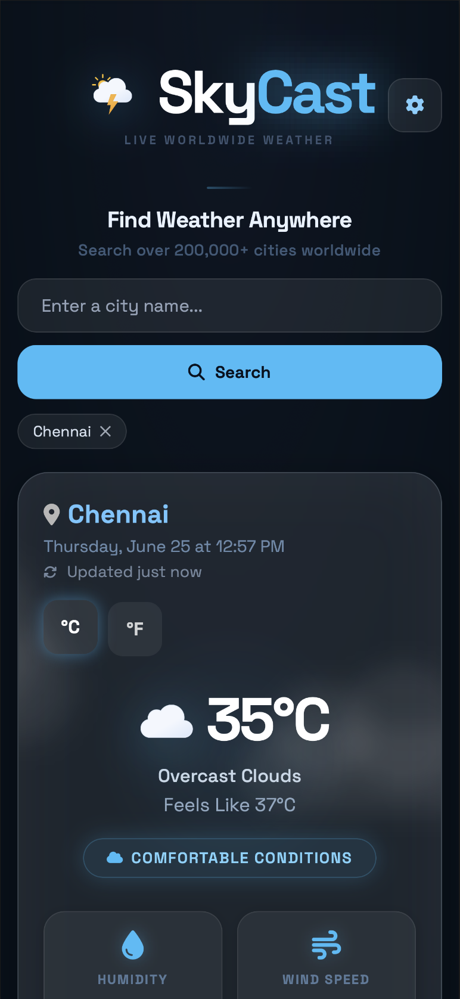 SkyCast
LIVE WORLDWIDE WEATHER
Find Weather Anywhere
Search over 200,000+ cities worldwide
Enter a city name...
Search
Chennai
Chennai
Thursday, June 25 at 12:57 PM
Updated just now
°C °F
35°C
Overcast Clouds
Feels Like 37°C
COMFORTABLE CONDITIONS
HUMIDITY WIND SPEED